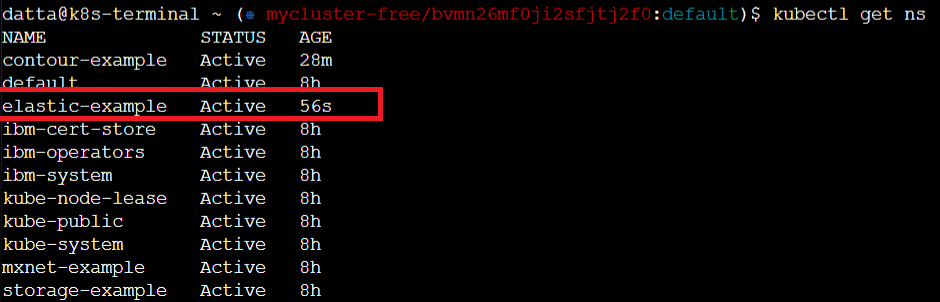 datta@k8s-terminal ~ (⎈ mycluster-free/bvmn26mf0ji2sfjtj2f0:default)$ kubectl get ns
NAME STATUS AGE
contour-example Active 28m
default Active 8h
elastic-example Active 56s
ibm-cert-store Active 8h
ibm-operators Active 8h
ibm-system Active 8h
kube-node-lease Active 8h
kube-public Active 8h
kube-system Active 8h
mxnet-example Active 8h
storage-example Active 8h